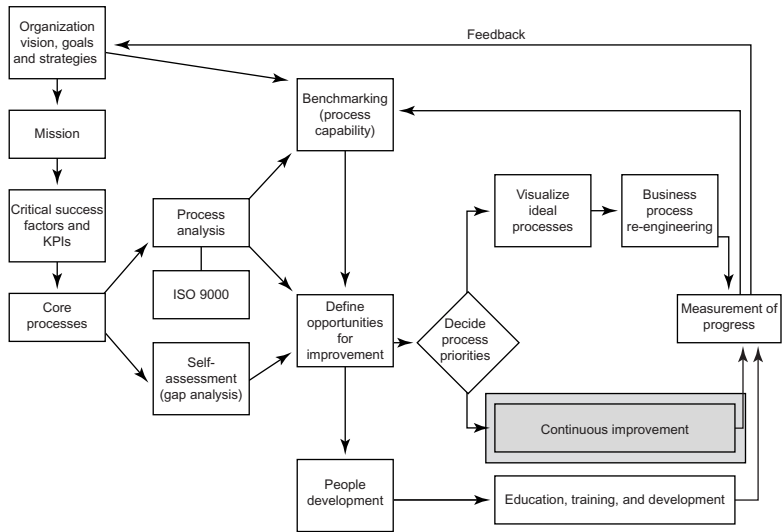 Organization
vision, goals
and strategies
Feedback
Benchmarking
(process
capability)
Mission
Critical success
factors and
KPIs
Process
analysis
Visualize
ideal
processes
Business
process
re-engineering
ISO 9000
Core
processes
Define
opportunities
for
improvement
Decide
process
priorities
Measurement of
progress
Self-
assessment
(gap analysis)
Continuous improvement
People
development
Education, training, and development